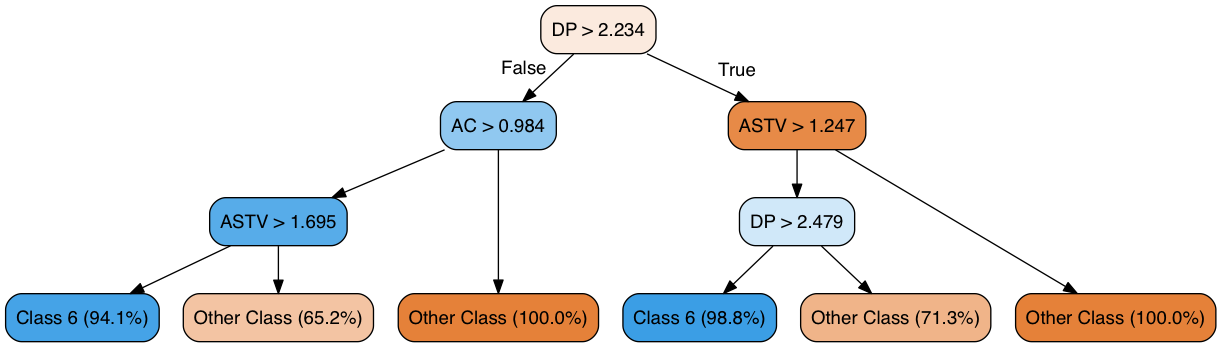 DP > 2.234
False
True
AC > 0.984
ASTV > 1.247
ASTV > 1.695
DP > 2.479
Class 6 (94.1%)
Other Class (65.2%)
Other Class (100.0%)
Class 6 (98.8%)
Other Class (71.3%)
Other Class (100.0%)